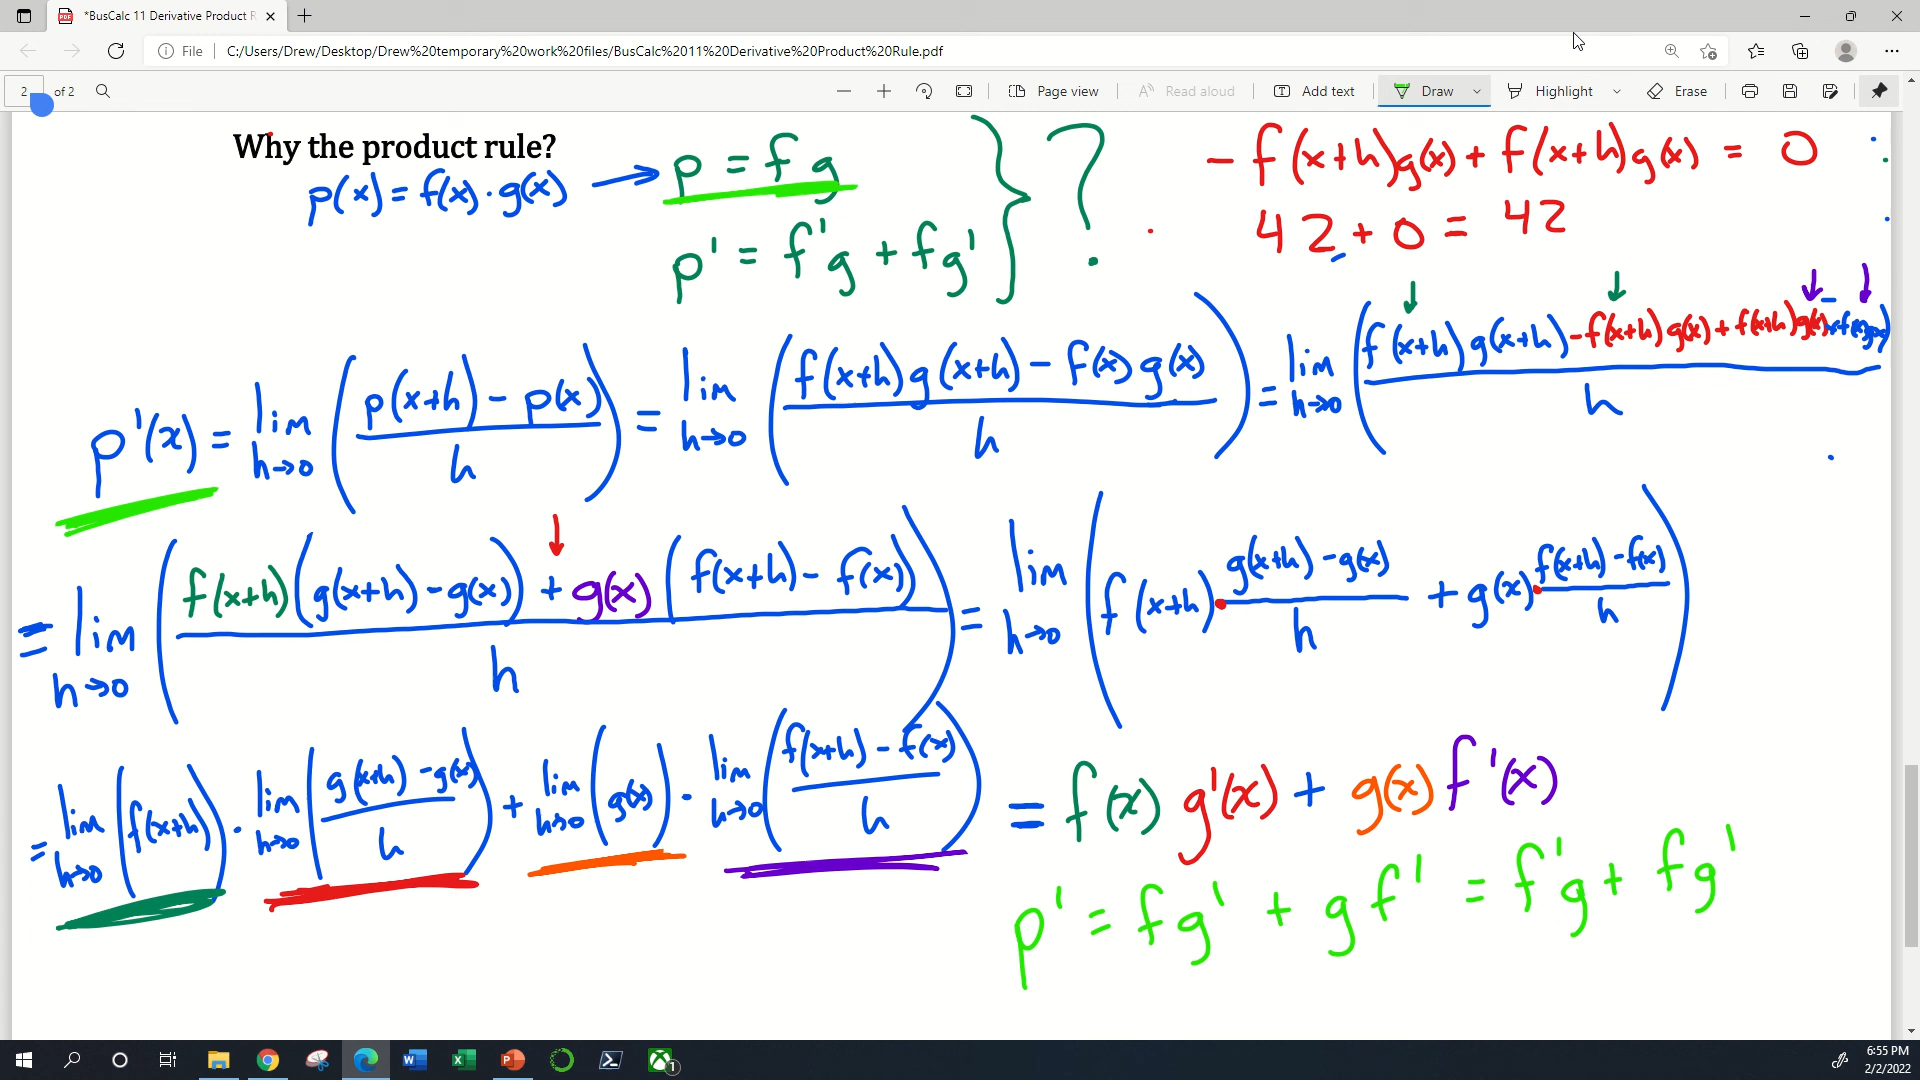 *BusCalc 11 Derivative Product R
File C:/Users/Drew/Desktop/Drew%20temporary%20work%20files/BusCalc%2011%20Derivative%20Product%20Rule.pdf
2 of 2 Page view Read aloud Add text Draw Highlight Erase
Why the product rule?
p(x) = f(x) · g(x) → p = f g } ?
p' = f'g + fg'
- f(x+h)g(x) + f(x+h)g(x) = 0
42 + 0 = 42
p'(x) = lim h→0 (p(x+h) - p(x) / h) = lim h→0 (f(x+h)g(x+h) - f(x)g(x) / h) = lim h→0 (f(x+h)g(x+h) - f(x+h)g(x) + f(x+h)g(x) / h
= lim h→0 (f(x+h)(g(x+h) - g(x)) + g(x)(f(x+h) - f(x)) / h) = lim h→0 (f(x+h) · g(x+h) - g(x) / h + g(x) · f(x+h) - f(x) / h)
= lim h→0 (f(x+h)) · lim h→0 (g(x+h) - g(x) / h) + lim h→0 (g(x)) · lim h→0 (f(x+h) - f(x) / h) = f(x) g'(x) + g(x) f'(x)
p' = fg' + gf' = f'g + fg'
6:55 PM
2/2/2022